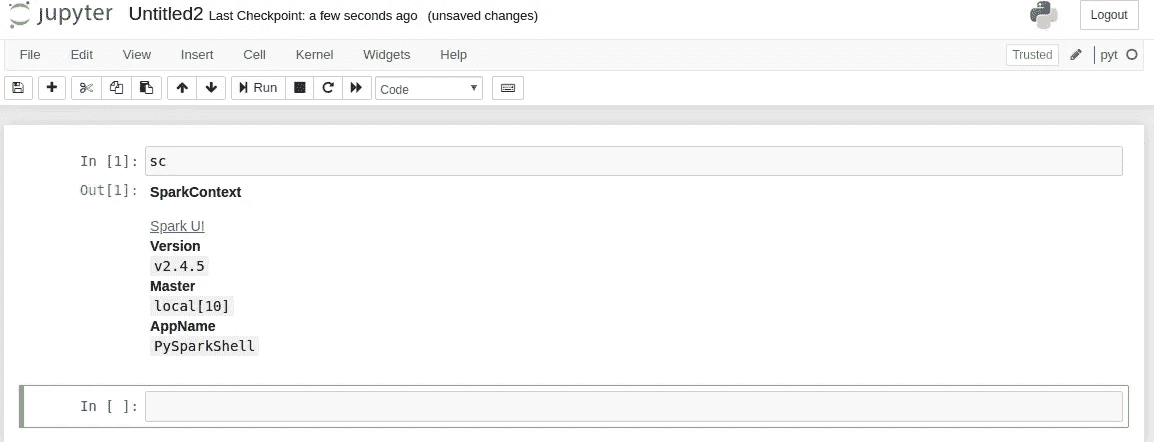 jupyter Untitled2 Last Checkpoint: a few seconds ago (unsaved changes) Logout
File Edit View Insert Cell Kernel Widgets Help Trusted pyt
Run Code
In [1]: sc
Out[1]: SparkContext
Spark UI
Version
v2.4.5
Master
local[10]
AppName
PySparkShell
In [ ]: